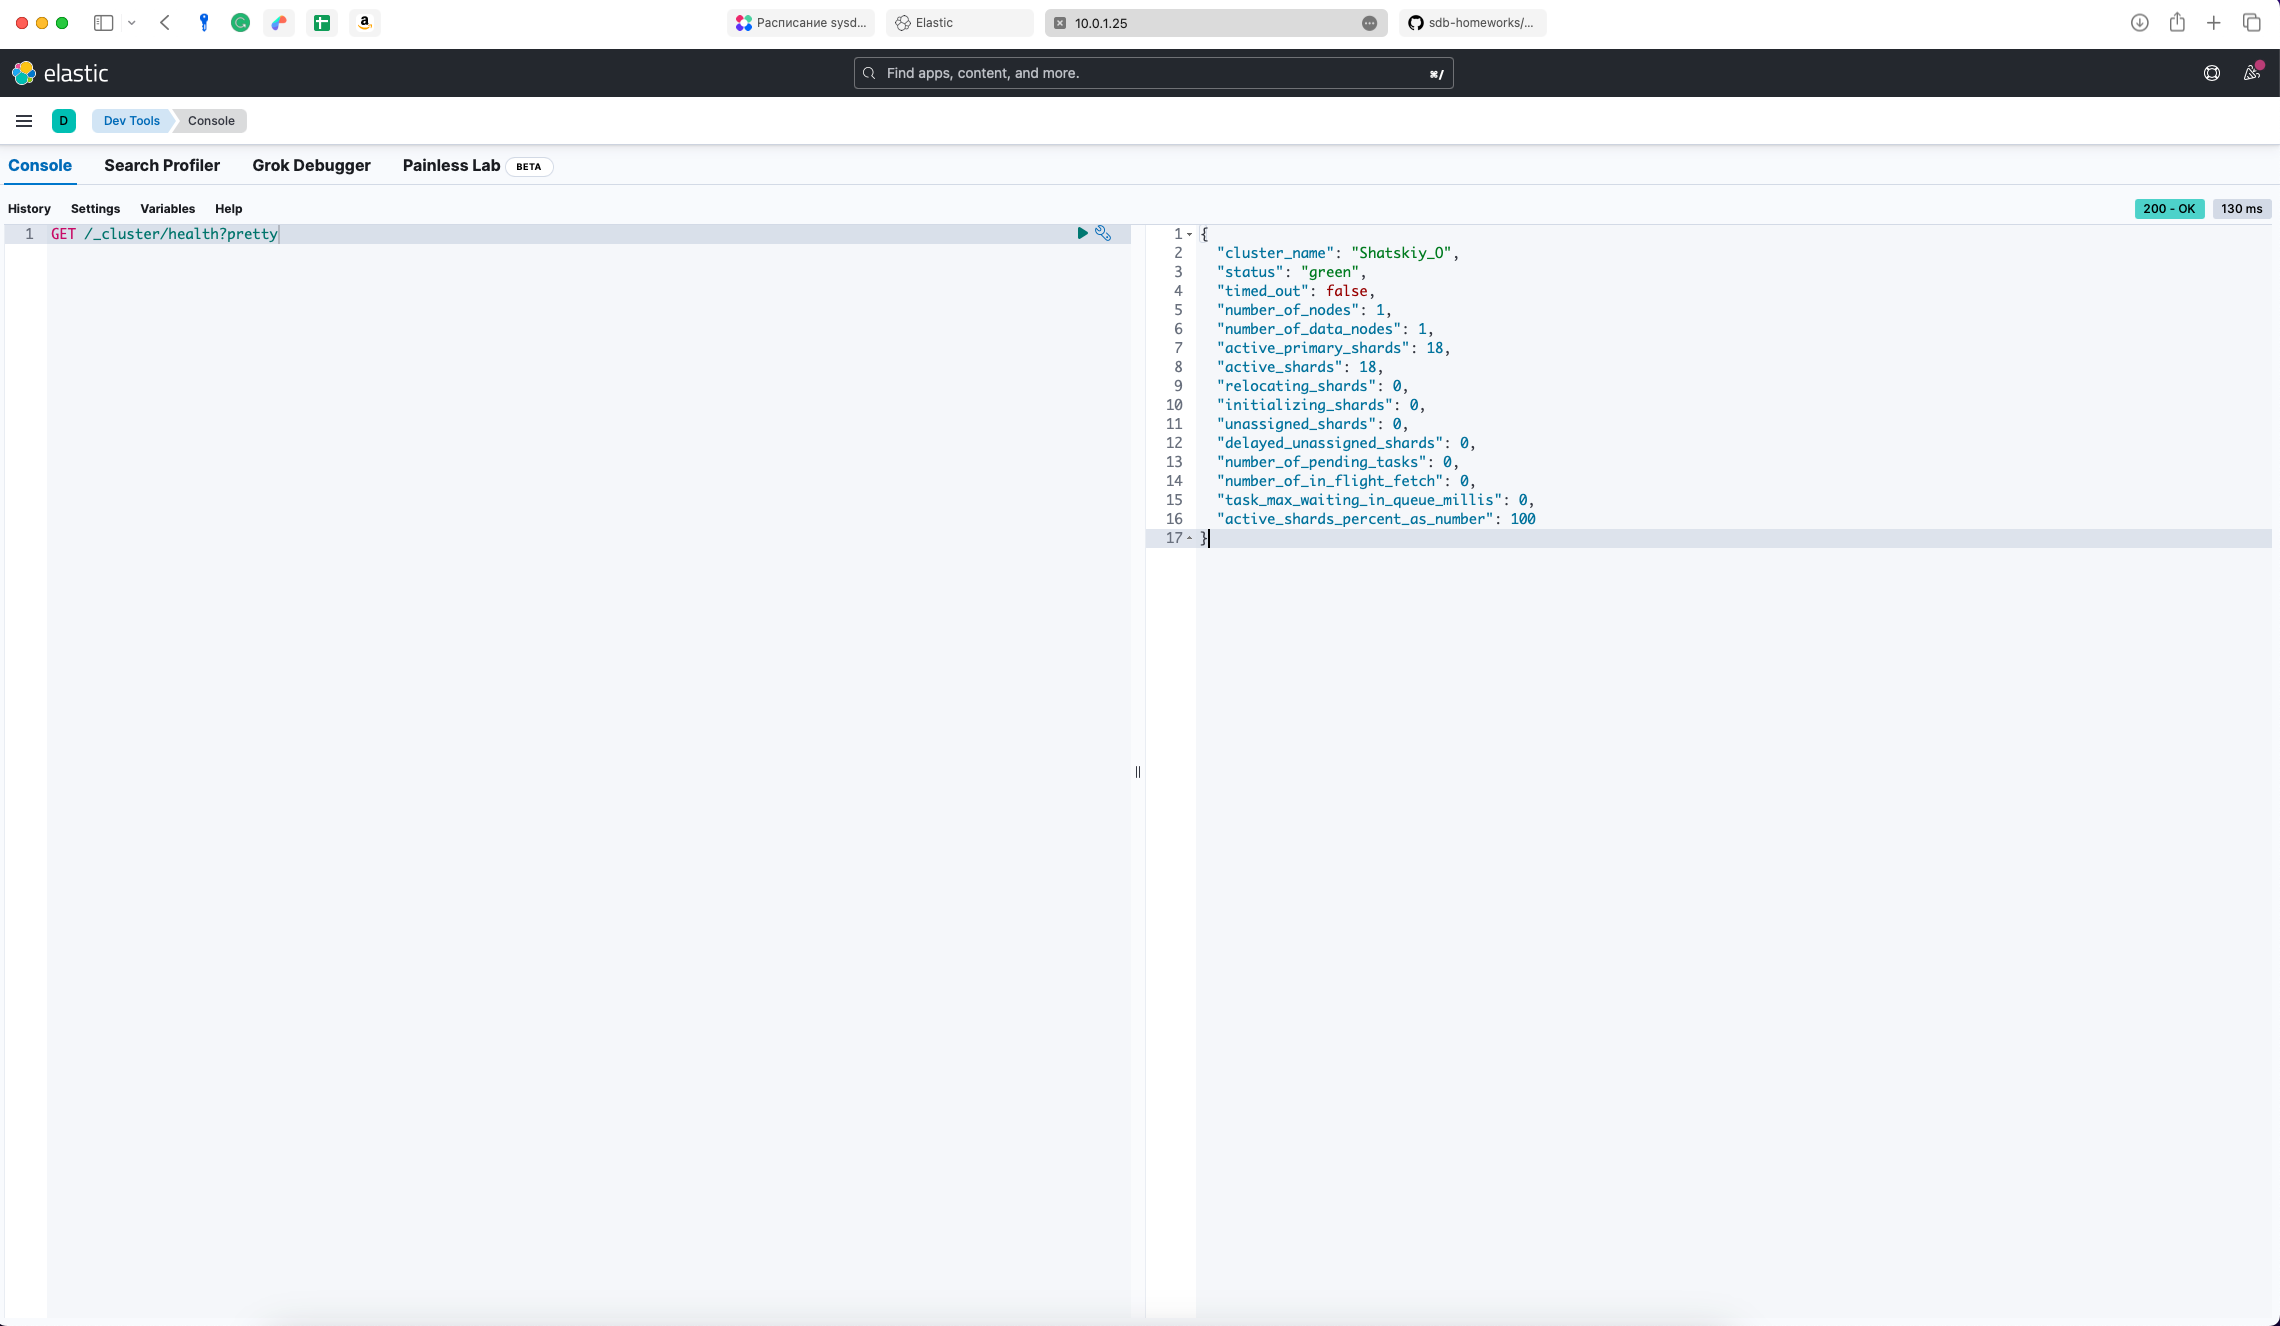 Расписание sysd...
Elastic
10.0.1.25
sdb-homeworks/...
elastic
Find apps, content, and more.
⌘/
D
Dev Tools
Console
Console
Search Profiler
Grok Debugger
Painless Lab
BETA
History
Settings
Variables
Help
200 - OK
130 ms
1 GET /_cluster/health?pretty
1 {
2 "cluster_name": "Shatskiy_O",
3 "status": "green",
4 "timed_out": false,
5 "number_of_nodes": 1,
6 "number_of_data_nodes": 1,
7 "active_primary_shards": 18,
8 "active_shards": 18,
9 "relocating_shards": 0,
10 "initializing_shards": 0,
11 "unassigned_shards": 0,
12 "delayed_unassigned_shards": 0,
13 "number_of_pending_tasks": 0,
14 "number_of_in_flight_fetch": 0,
15 "task_max_waiting_in_queue_millis": 0,
16 "active_shards_percent_as_number": 100
17 }